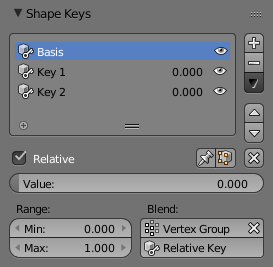 Shape Keys
Basis
Key 1 0.000
Key 2 0.000
Relative
Value: 0.000
Range: Blend:
Min: 0.000 Vertex Group
Max: 1.000 Relative Key